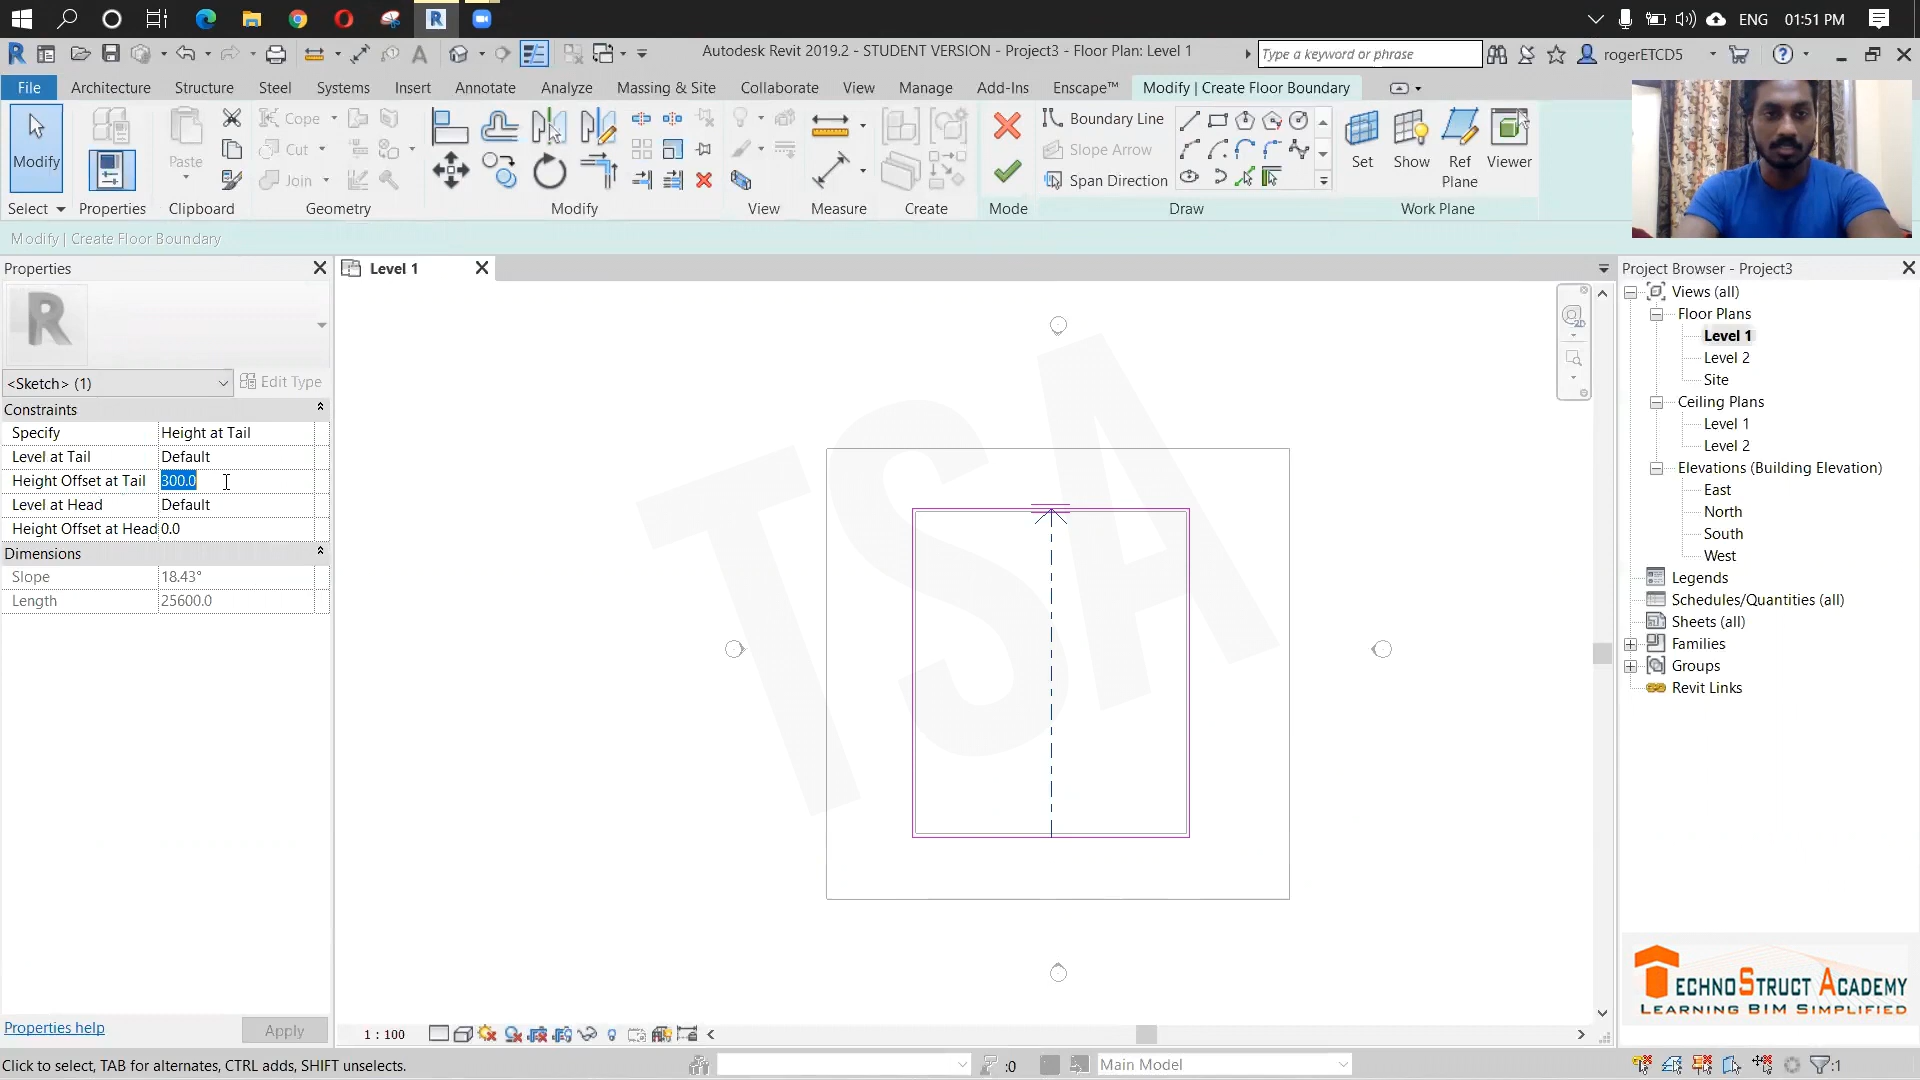 ENG 01:51 PM
Autodesk Revit 2019.2 - STUDENT VERSION - Project3 - Floor Plan: Level 1
Type a keyword or phrase
rogerETCD5
File Architecture Structure Steel Systems Insert Annotate Analyze Massing & Site Collaborate View Manage Add-Ins Enscape™ Modify | Create Floor Boundary
Modify
Paste
Cope
Cut
Join
Boundary Line
Slope Arrow
Span Direction
Set
Show
Ref Plane
Viewer
Select Properties Clipboard Geometry Modify View Measure Create Mode Draw Work Plane
Modify | Create Floor Boundary
Properties
<Sketch> (1)
Edit Type
Constraints
Specify Height at Tail
Level at Tail Default
Height Offset at Tail 300.0
Level at Head Default
Height Offset at Head 0.0
Dimensions
Slope 18.43°
Length 25600.0
Properties help
Apply
Level 1
TSA
2D
1 : 100
Project Browser - Project3
Views (all)
Floor Plans
Level 1
Level 2
Site
Ceiling Plans
Level 1
Level 2
Elevations (Building Elevation)
East
North
South
West
Legends
Schedules/Quantities (all)
Sheets (all)
Families
Groups
Revit Links
TECHNOSTRUCT ACADEMY
LEARNING BIM SIMPLIFIED
Click to select, TAB for alternates, CTRL adds, SHIFT unselects.
:0
Main Model
:1